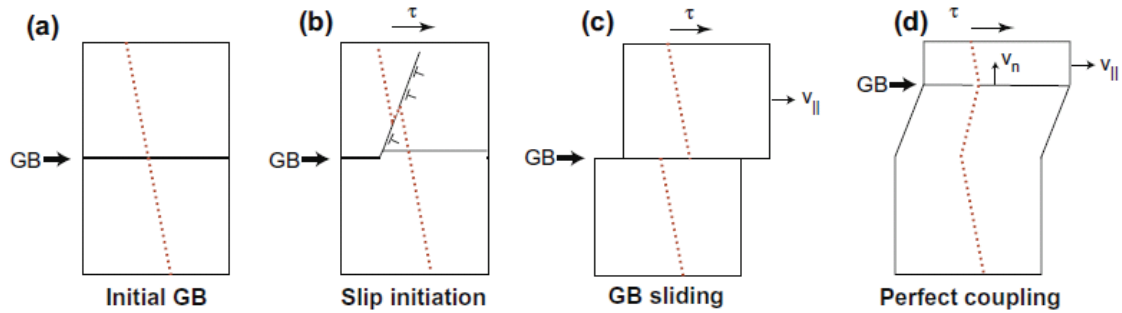 (a)
GB
Initial GB
(b)
τ
GB
Slip initiation
(c)
τ
v||
GB
GB sliding
(d)
τ
vn
v||
GB
Perfect coupling